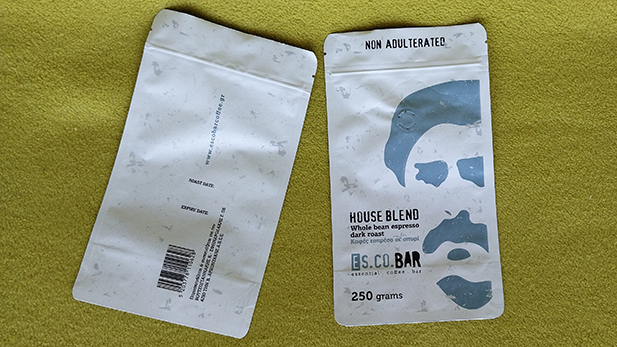 www.escobarcoffee.gr
ROAST DATE:
EXPIRY DATE:
NON ADULTERATED
HOUSE BLEND
Whole bean espresso
dark roast
Καφές εσπρέσο σε σπυρί
ES.CO.BAR
essential coffee bar
250 grams